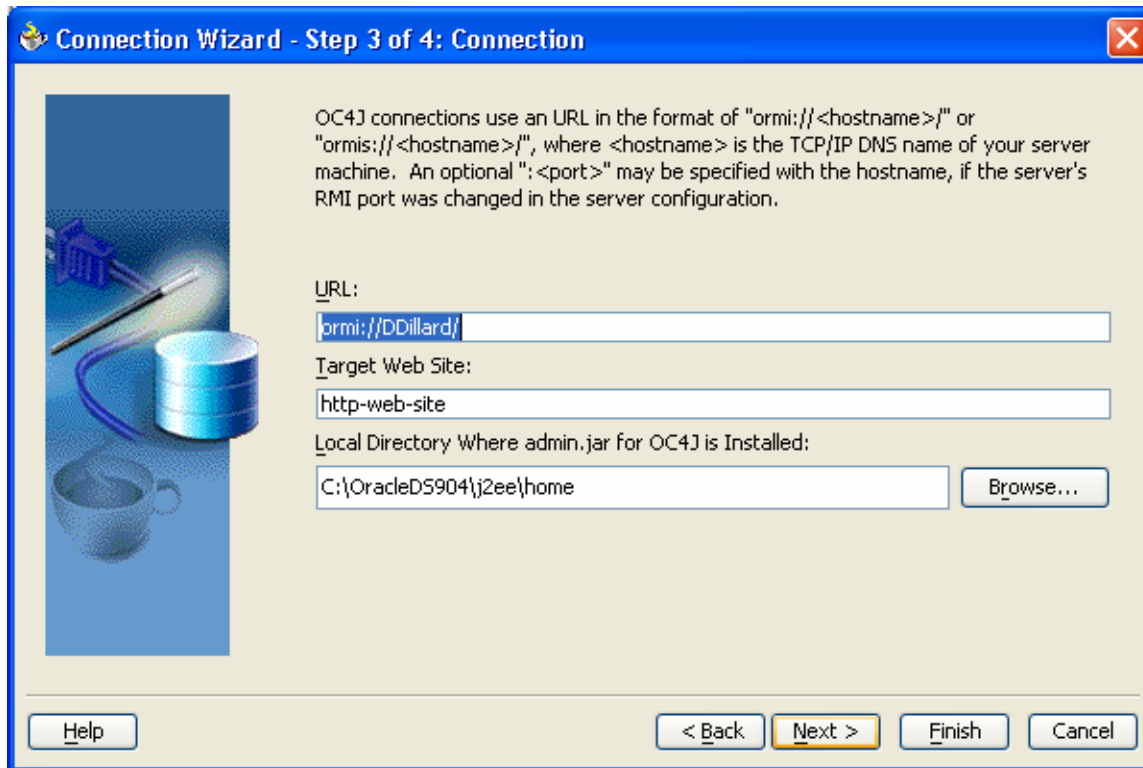 Connection Wizard - Step 3 of 4: Connection
OC4J connections use an URL in the format of "ormi://<hostname>/" or
"ormis://<hostname>/", where <hostname> is the TCP/IP DNS name of your server
machine.  An optional ":<port>" may be specified with the hostname, if the server's
RMI port was changed in the server configuration.
URL:
ormi://DDillard/
Target Web Site:
http-web-site
Local Directory Where admin.jar for OC4J is Installed:
C:\OracleDS904\j2ee\home
Browse...
Help
< Back
Next >
Finish
Cancel